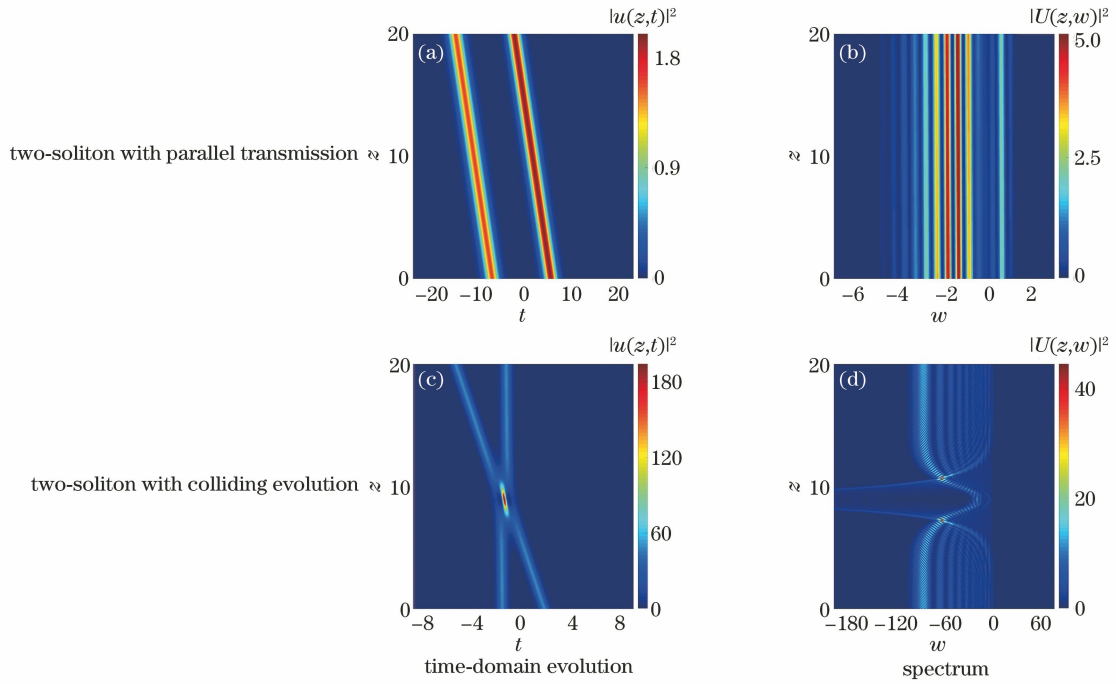 |u(z,t)|²
|U(z,w)|²
two-soliton with parallel transmission
z
20
10
0
(a)
−20 −10 0 10 20
t
1.8
0.9
0
z
20
10
0
(b)
−6 −4 −2 0 2
w
5.0
2.5
0
|u(z,t)|²
|U(z,w)|²
two-soliton with colliding evolution
z
20
10
0
(c)
−8 −4 0 4 8
t
180
120
60
0
time-domain evolution
z
20
10
0
(d)
−180 −120 −60 0 60
w
40
20
0
spectrum